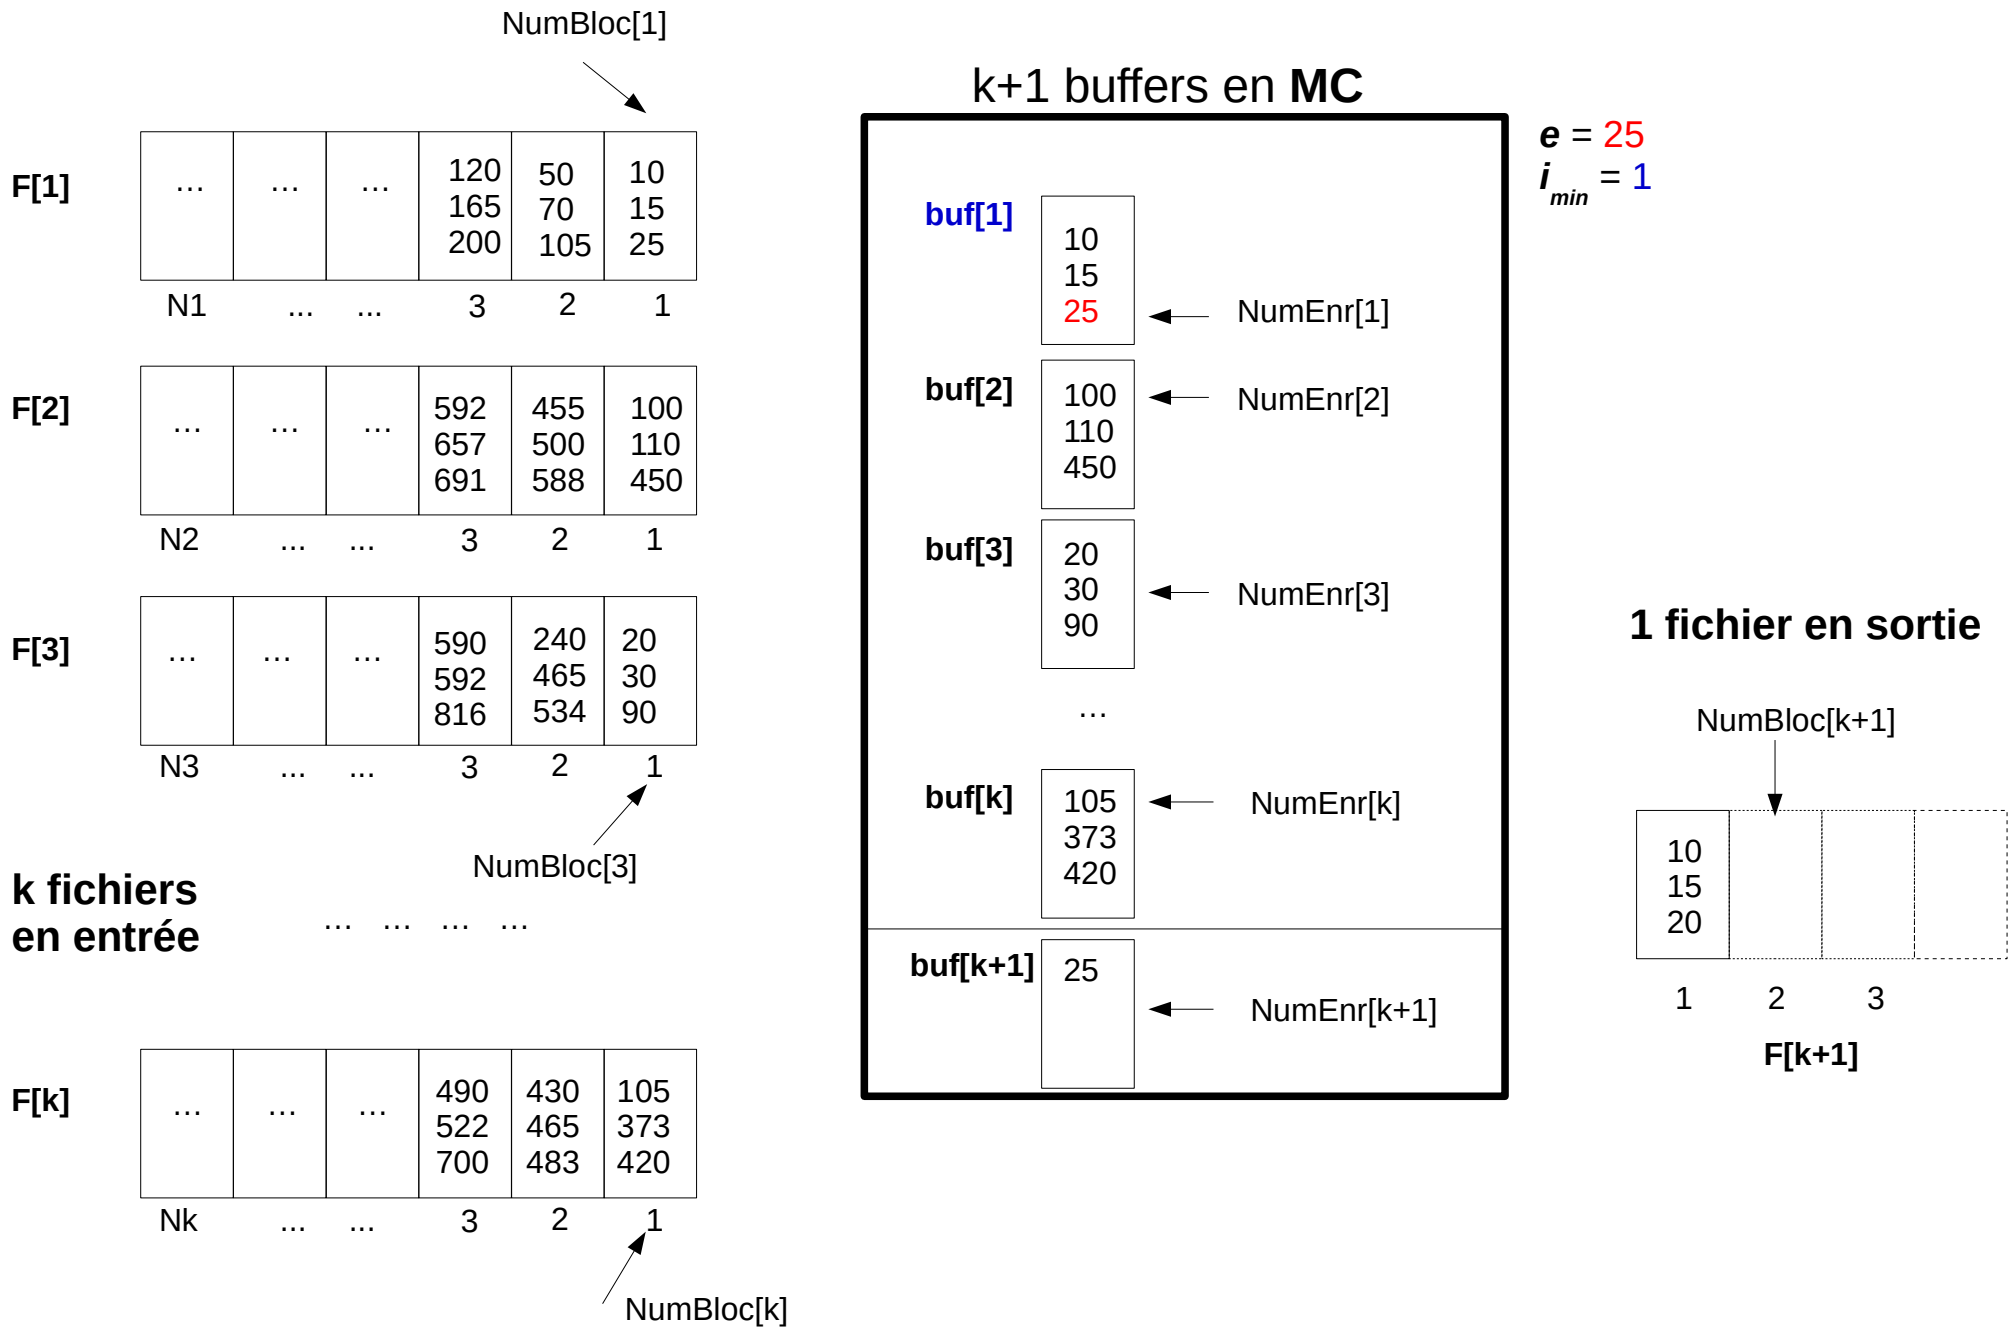 NumBloc[1]
F[1]
... ... ... 120 50 10
165 70 15
200 105 25
N1 ... ... 3 2 1
F[2]
... ... ... 592 455 100
657 500 110
691 588 450
N2 ... ... 3 2 1
F[3]
... ... ... 590 240 20
592 465 30
816 534 90
N3 ... ... 3 2 1
NumBloc[3]
k fichiers
en entrée
... ... ... ...
F[k]
... ... ... 490 430 105
522 465 373
700 483 420
Nk ... ... 3 2 1
NumBloc[k]
k+1 buffers en MC
buf[1]
10
15
25
NumEnr[1]
buf[2]
100
110
450
NumEnr[2]
buf[3]
20
30
90
NumEnr[3]
...
buf[k]
105
373
420
NumEnr[k]
buf[k+1]
25
NumEnr[k+1]
e = 25
imin = 1
1 fichier en sortie
NumBloc[k+1]
10
15
20
1 2 3
F[k+1]